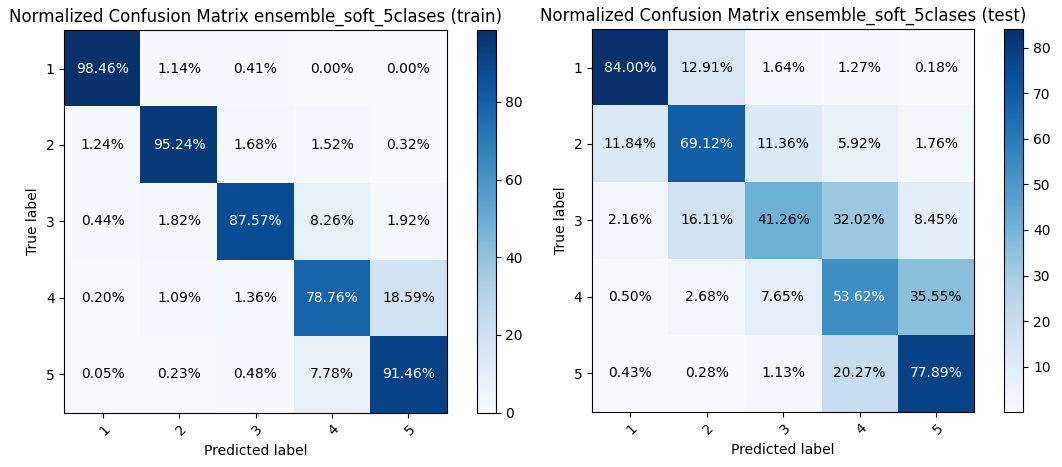 Normalized Confusion Matrix ensemble_soft_5clases (train)
1 98.46% 1.14% 0.41% 0.00% 0.00%
2 1.24% 95.24% 1.68% 1.52% 0.32%
3 0.44% 1.82% 87.57% 8.26% 1.92%
4 0.20% 1.09% 1.36% 78.76% 18.59%
5 0.05% 0.23% 0.48% 7.78% 91.46%
1 2 3 4 5
True label
Predicted label
80
60
40
20
0
Normalized Confusion Matrix ensemble_soft_5clases (test)
1 84.00% 12.91% 1.64% 1.27% 0.18%
2 11.84% 69.12% 11.36% 5.92% 1.76%
3 2.16% 16.11% 41.26% 32.02% 8.45%
4 0.50% 2.68% 7.65% 53.62% 35.55%
5 0.43% 0.28% 1.13% 20.27% 77.89%
1 2 3 4 5
True label
Predicted label
80
70
60
50
40
30
20
10